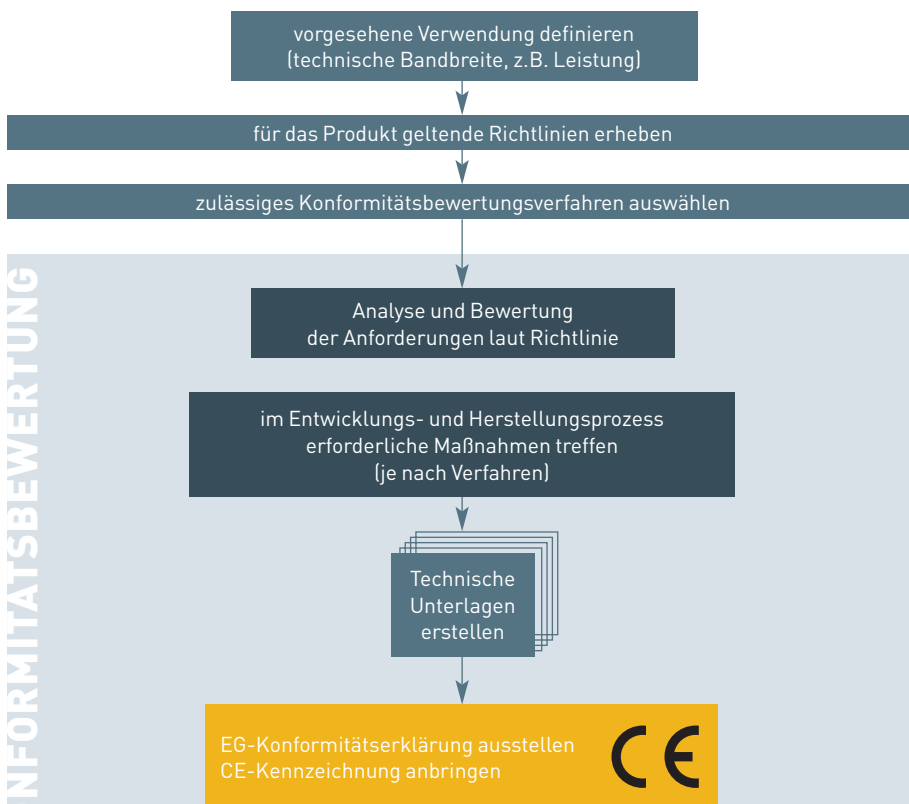 vorgesehene Verwendung definieren
(technische Bandbreite, z.B. Leistung)
für das Produkt geltende Richtlinien erheben
zulässiges Konformitätsbewertungsverfahren auswählen
NFORMITÄTSBEWERTUNG
Analyse und Bewertung
der Anforderungen laut Richtlinie
im Entwicklungs- und Herstellungsprozess
erforderliche Maßnahmen treffen
(je nach Verfahren)
Technische
Unterlagen
erstellen
EG-Konformitätserklärung ausstellen
CE-Kennzeichnung anbringen
CE